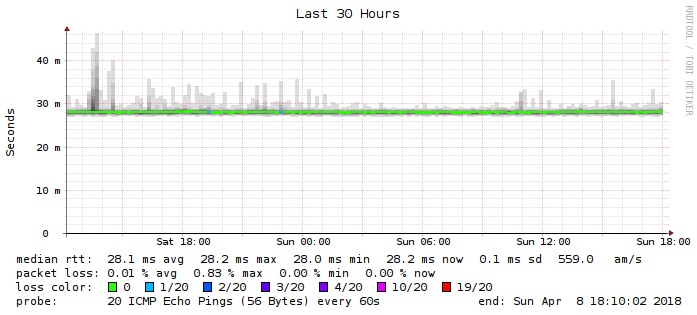 Last 30 Hours
RRDTOOL / TOBI OETIKER
Seconds
40 m
30 m
20 m
10 m
0
Sat 18:00 Sun 00:00 Sun 06:00 Sun 12:00 Sun 18:00
median rtt: 28.1 ms avg 28.2 ms max 28.0 ms min 28.2 ms now 0.1 ms sd 559.0 am/s
packet loss: 0.01 % avg 0.83 % max 0.00 % min 0.00 % now
loss color: 0 1/20 2/20 3/20 4/20 10/20 19/20
probe: 20 ICMP Echo Pings (56 Bytes) every 60s end: Sun Apr 8 18:10:02 2018